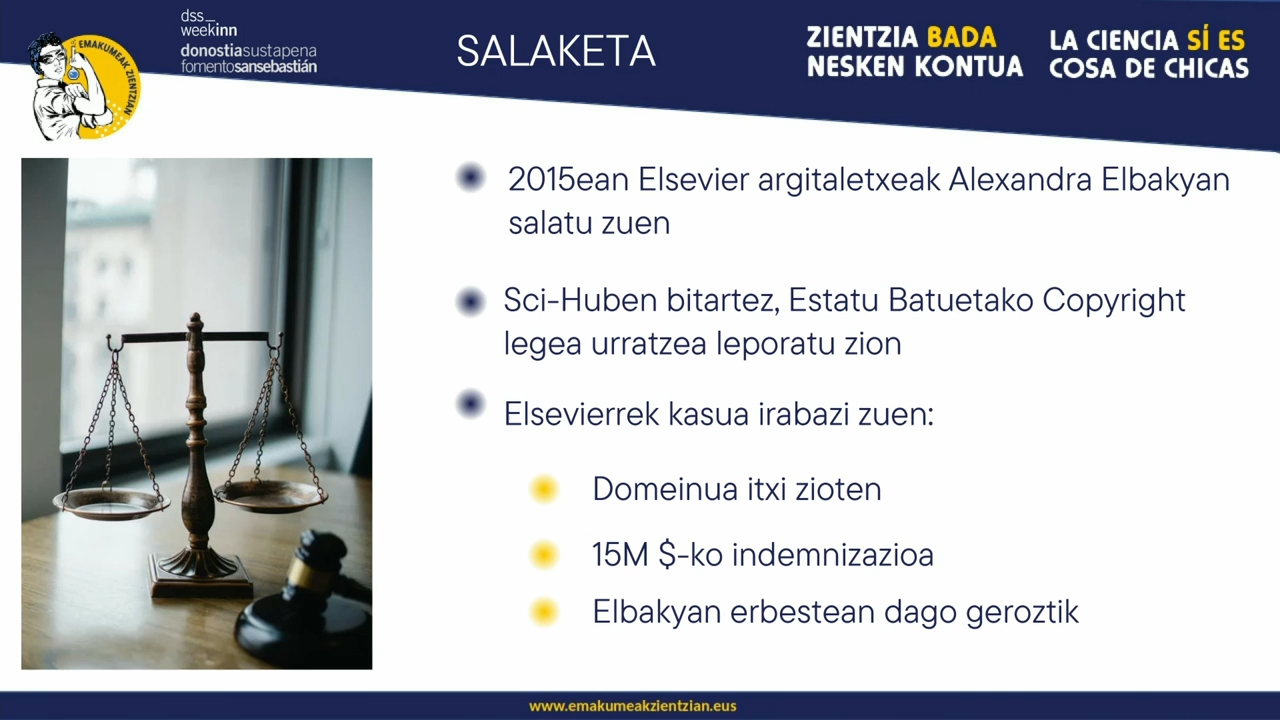 dss_
weekinn
donostiasustapena
fomentosansebastián
EMAKUMEAK ZIENTZIAN
SALAKETA
ZIENTZIA BADA
NESKEN KONTUA
LA CIENCIA SÍ ES
COSA DE CHICAS
2015ean Elsevier argitaletxeak Alexandra Elbakyan
salatu zuen
Sci-Huben bitartez, Estatu Batuetako Copyright
legea urratzea leporatu zion
Elsevierrek kasua irabazi zuen:
Domeinua itxi zioten
15M $-ko indemnizazioa
Elbakyan erbestean dago geroztik
www.emakumeakzientzian.eus